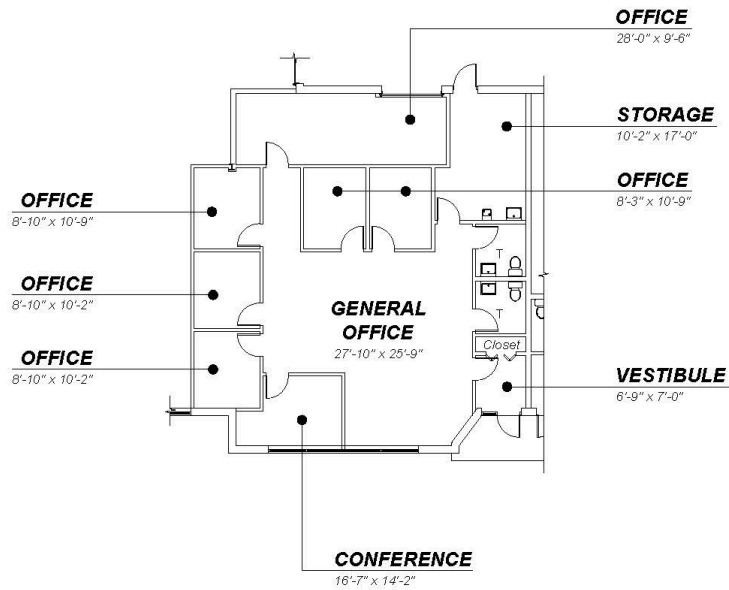 OFFICE
28'-0" x 9'-6"
STORAGE
10'-2" x 17'-0"
OFFICE
8'-3" x 10'-9"
OFFICE
8'-10" x 10'-9"
OFFICE
8'-10" x 10'-2"
GENERAL
OFFICE
27'-10" x 25'-9"
OFFICE
8'-10" x 10'-2"
T
T
Closet
VESTIBULE
6'-9" x 7'-0"
CONFERENCE
16'-7" x 14'-2"